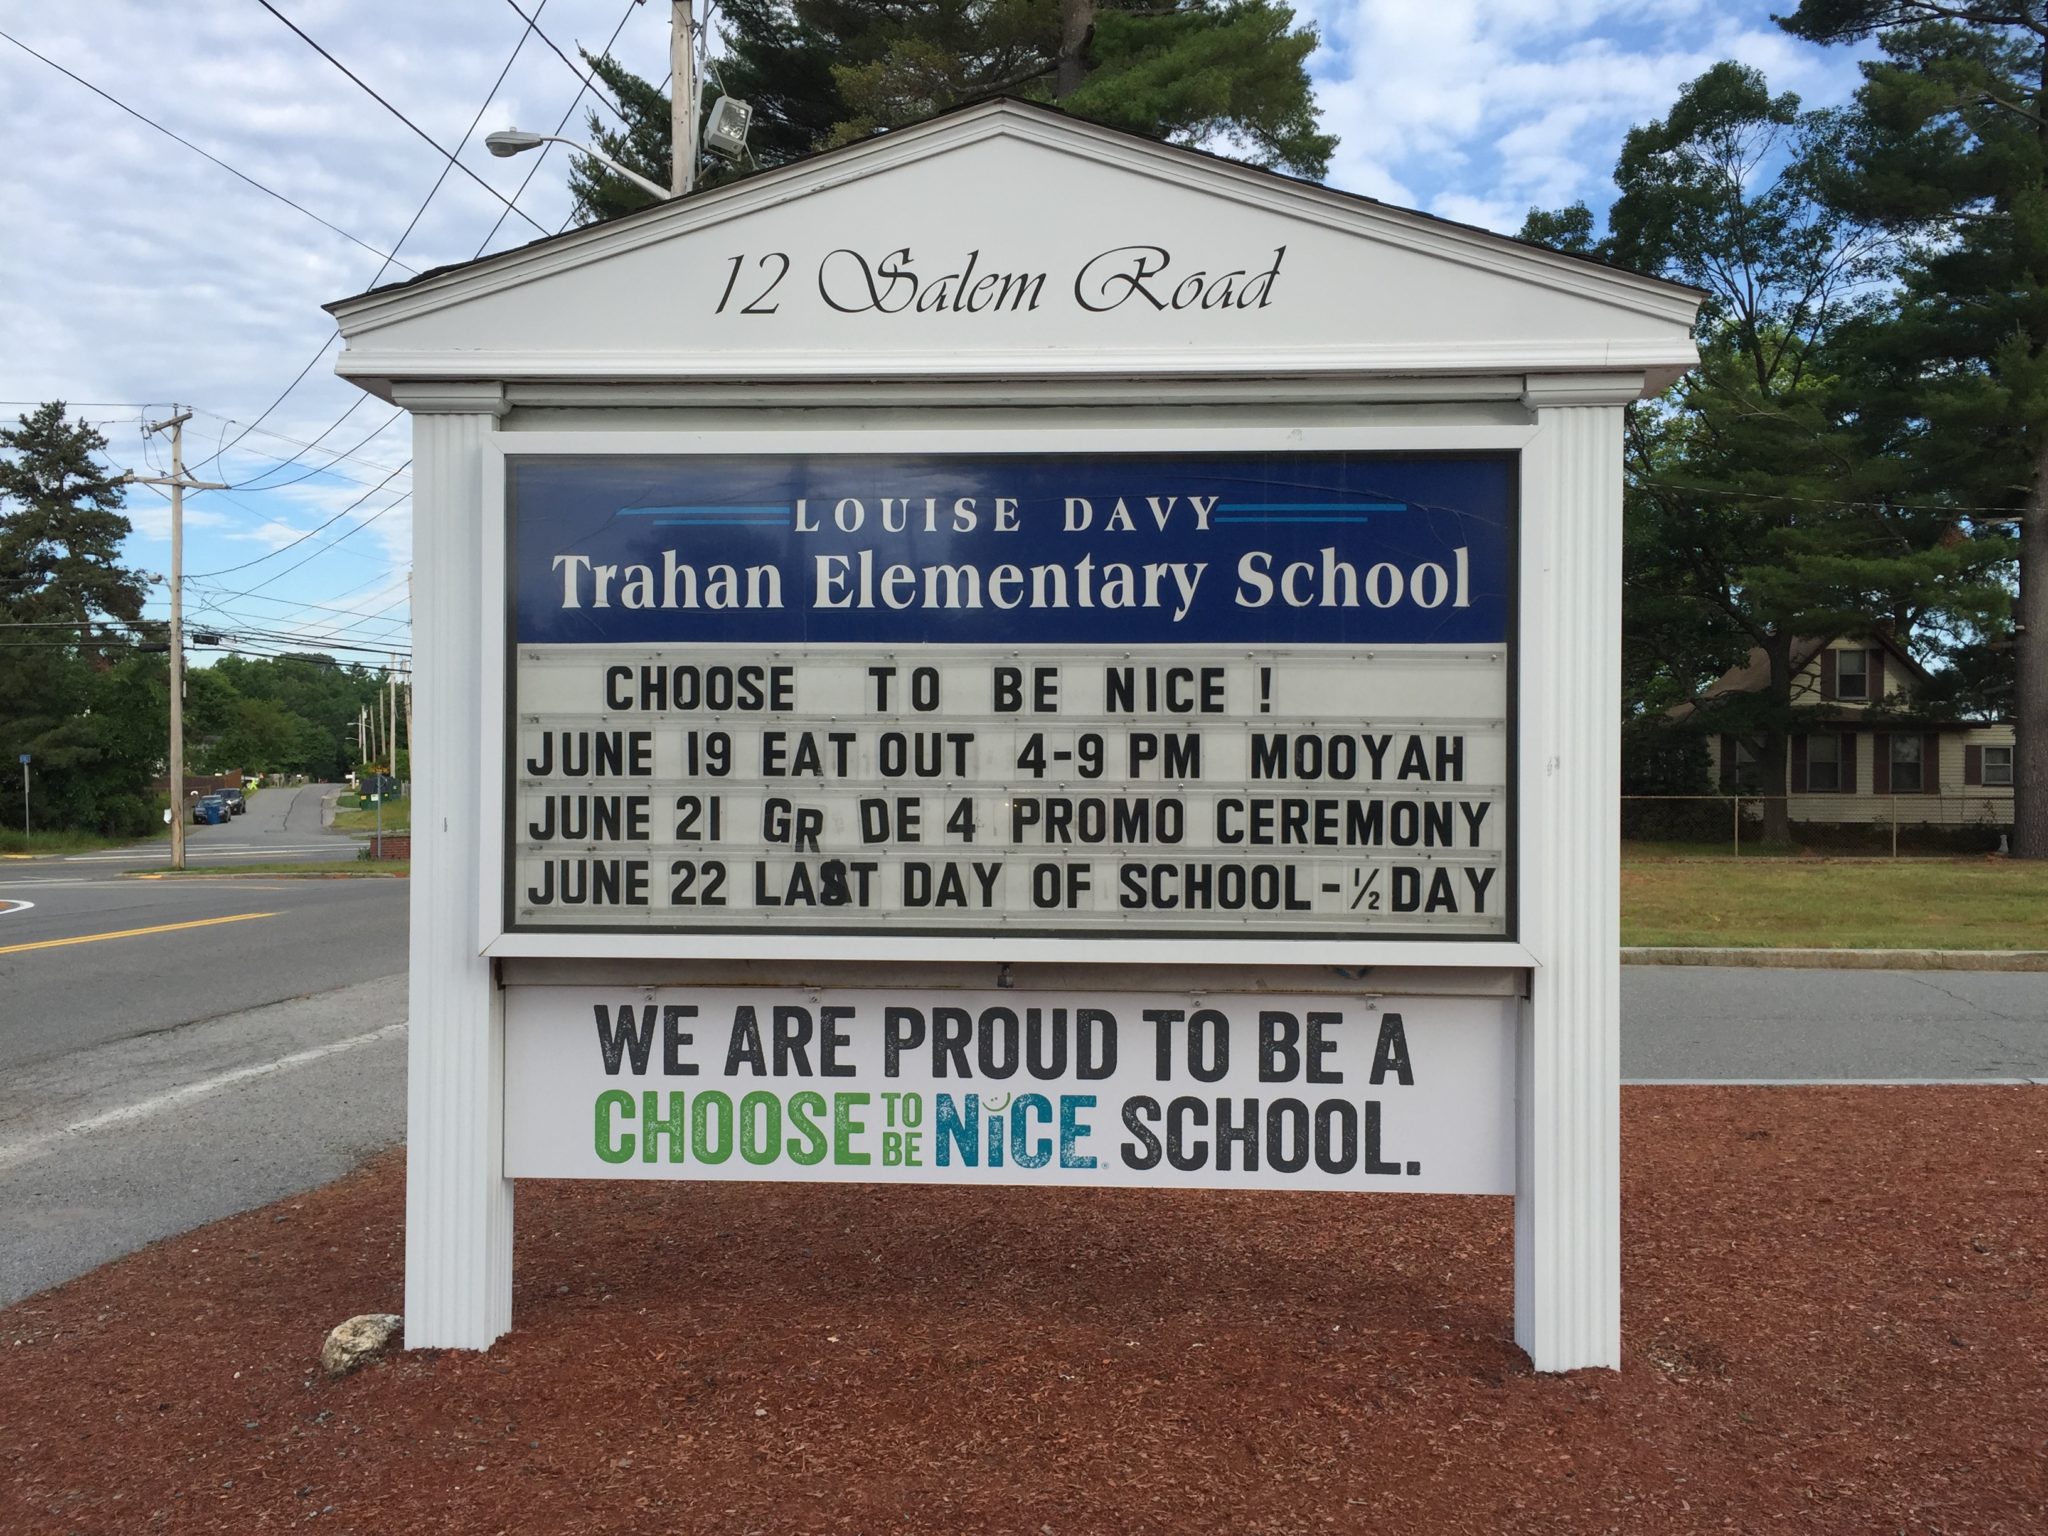 12 Salem Road
LOUISE DAVY
Trahan Elementary School
CHOOSE TO BE NICE !
JUNE 19 EAT OUT 4-9 PM MOOYAH
JUNE 21 GR DE 4 PROMO CEREMONY
JUNE 22 LAST DAY OF SCHOOL - ½ DAY
WE ARE PROUD TO BE A
CHOOSE TO BE NiCE® SCHOOL.